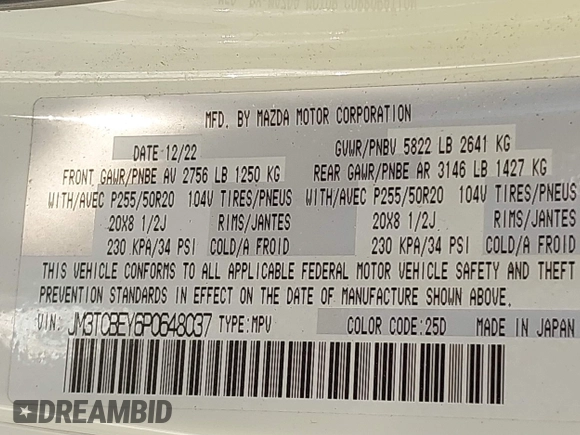 MFD. BY MAZDA MOTOR CORPORATION
DATE 12/22 GVWR/PNBV 5822 LB 2641 KG
FRONT GAWR/PNBE AV 2756 LB 1250 KG REAR GAWR/PNBE AR 3146 LB 1427 KG
WITH/AVEC P255/50R20 104V TIRES/PNEUS WITH/AVEC P255/50R20 104V TIRES/PNEUS
20X8 1/2J RIMS/JANTES 20X8 1/2J RIMS/JANTES
230 KPA/34 PSI COLD/A FROID 230 KPA/34 PSI COLD/A FROID
THIS VEHICLE CONFORMS TO ALL APPLICABLE FEDERAL MOTOR VEHICLE SAFETY AND THEFT
PREVENTION STANDARDS IN EFFECT ON THE DATE OF MANUFACTURE SHOWN ABOVE.
VIN: JM3TCBEY6P0648037 TYPE:MPV COLOR CODE:25D MADE IN JAPAN
DREAMBID